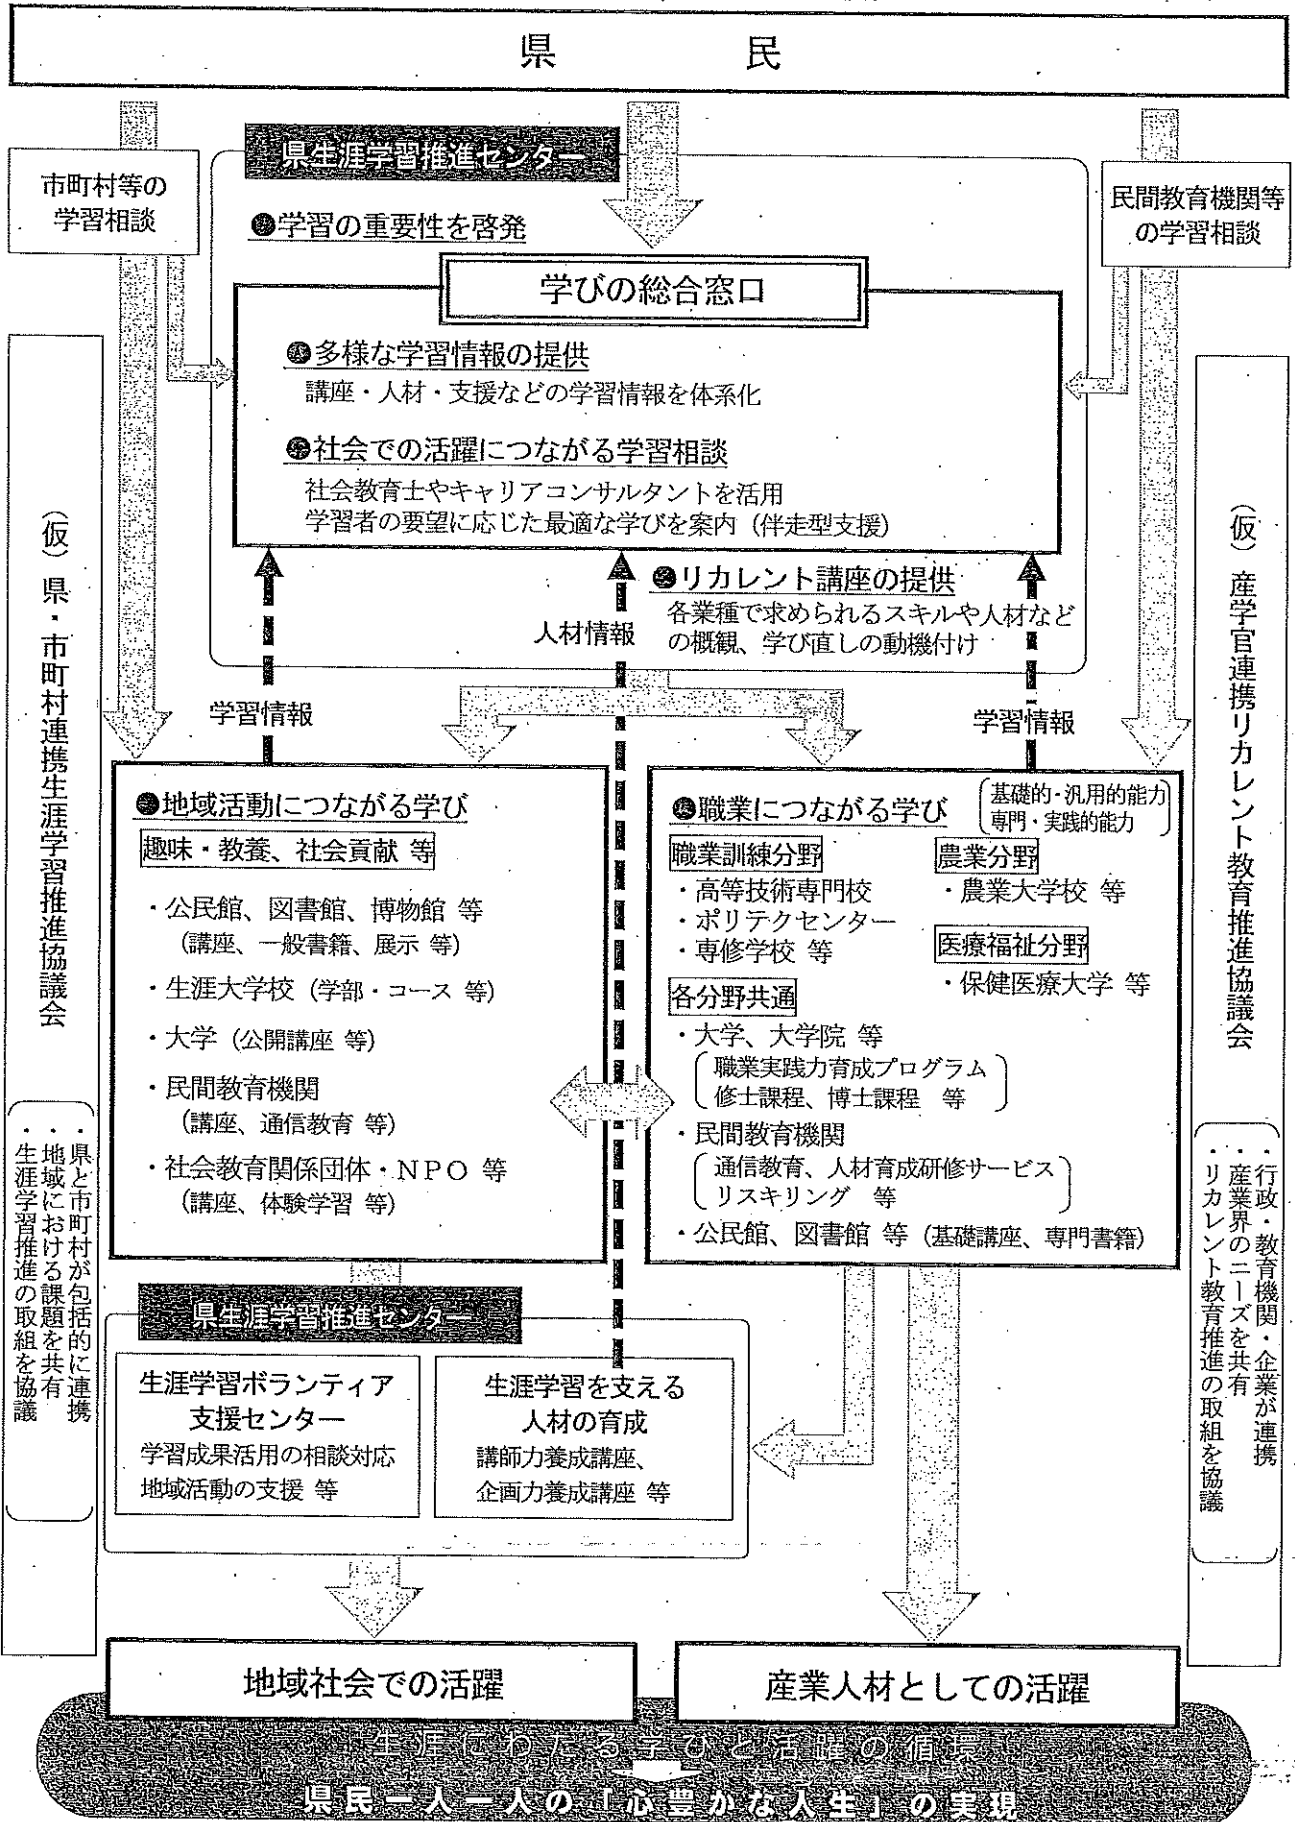 県　民
県生涯学習推進センター
市町村等の
学習相談
民間教育機関等
の学習相談
●学習の重要性を啓発
学びの総合窓口
●多様な学習情報の提供
講座・人材・支援などの学習情報を体系化
●社会での活躍につながる学習相談
社会教育士やキャリアコンサルタントを活用
学習者の要望に応じた最適な学びを案内（伴走型支援）
●リカレント講座の提供
各業種で求められるスキルや人材など
の概観、学び直しの動機付け
人材情報
学習情報
学習情報
（仮）県・市町村連携生涯学習推進協議会
・県と市町村が包括的に連携
・地域における課題を共有
・生涯学習推進の取組を協議
（仮）産学官連携リカレント教育推進協議会
・行政・教育機関・企業が連携
・産業界のニーズを共有
・リカレント教育推進の取組を協議
●地域活動につながる学び
趣味・教養、社会貢献 等
・公民館、図書館、博物館 等
（講座、一般書籍、展示 等）
・生涯大学校（学部・コース 等）
・大学（公開講座 等）
・民間教育機関
（講座、通信教育 等）
・社会教育関係団体・NPO 等
（講座、体験学習 等）
●職業につながる学び
基礎的・汎用的能力
専門・実践的能力
職業訓練分野
・高等技術専門校
・ポリテクセンター
・専修学校 等
農業分野
・農業大学校 等
医療福祉分野
・保健医療大学 等
各分野共通
・大学、大学院 等
職業実践力育成プログラム
修士課程、博士課程 等
・民間教育機関
通信教育、人材育成研修サービス
リスキリング 等
・公民館、図書館 等（基礎講座、専門書籍）
県生涯学習推進センター
生涯学習ボランティア
支援センター
学習成果活用の相談対応
地域活動の支援 等
生涯学習を支える
人材の育成
講師力養成講座、
企画力養成講座 等
地域社会での活躍
産業人材としての活躍
生涯にわたる学びと活躍の循環
県民一人一人の「心豊かな人生」の実現